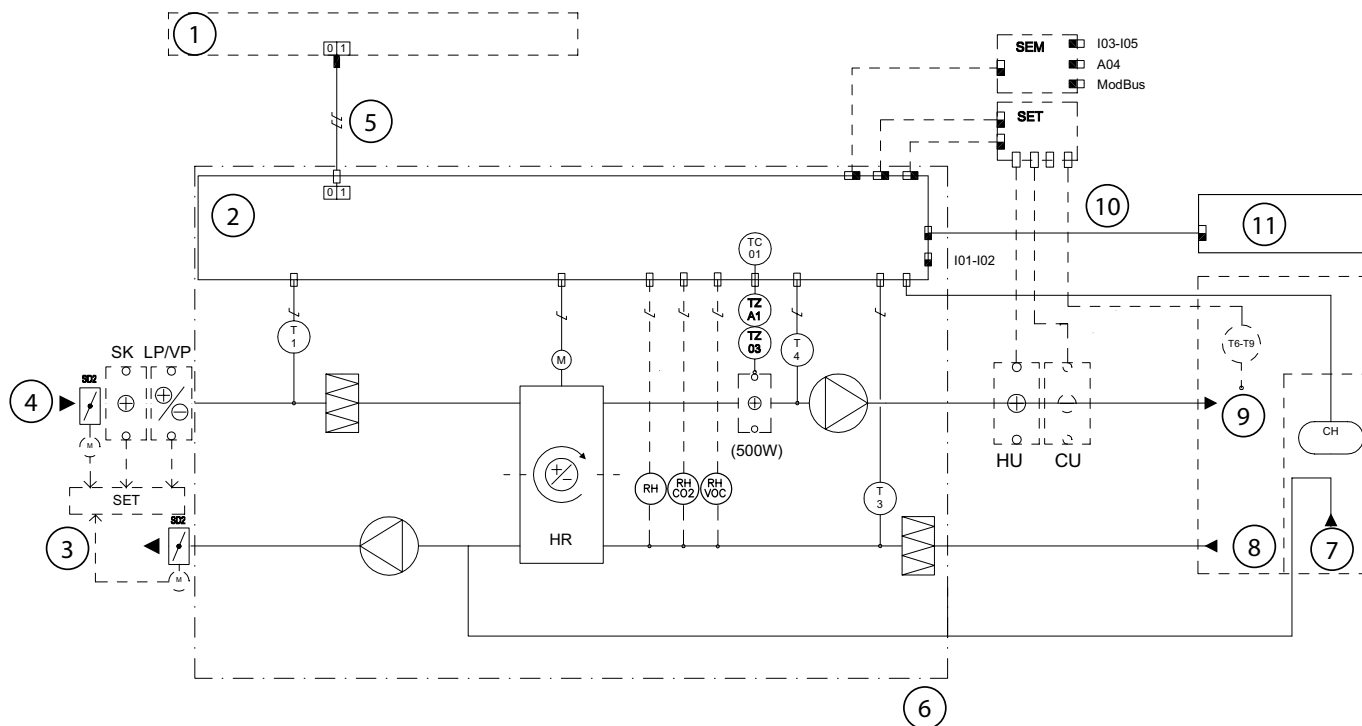 1
0 1
SEM
I03-I05
A04
ModBus
5
SET
0 1
2
10
11
TC
01
I01-I02
T
1
TZ
A1
TZ
03
T
4
T6-T9
SK
LP/VP
SD2
M
4
M
9
CH
(500W)
HU
CU
RH
RH
CO2
RH
VOC
T
3
SET
SD2
3
M
HR
8
7
6